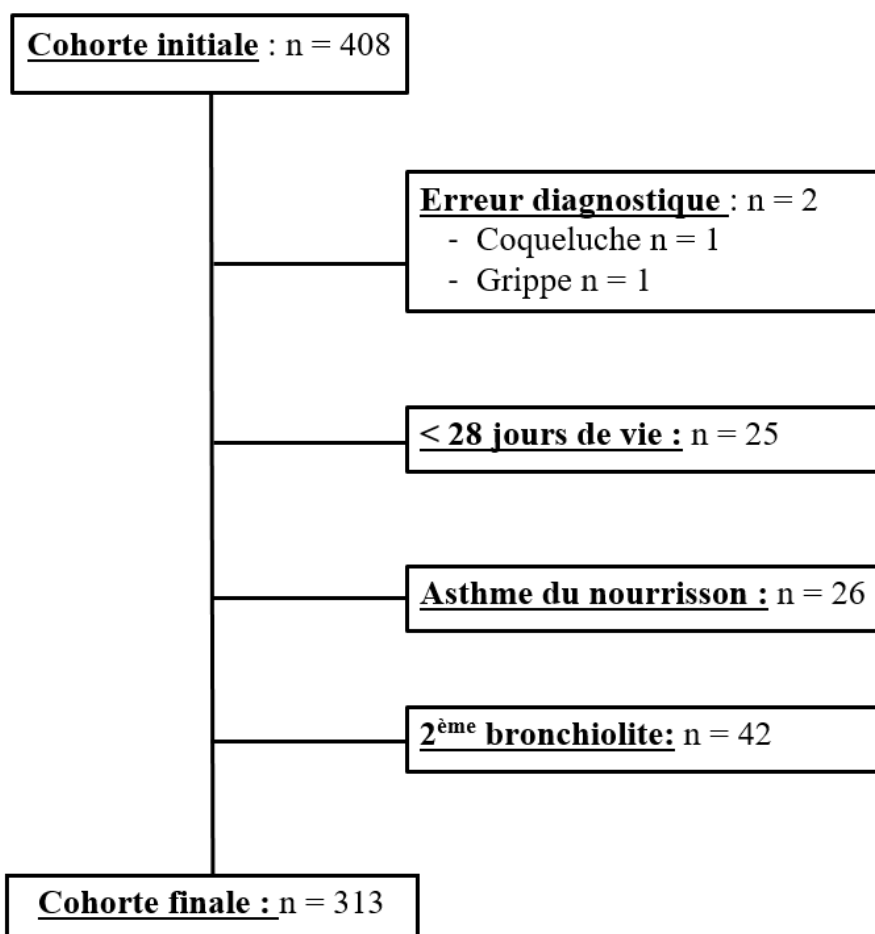 Cohorte initiale : n = 408
Erreur diagnostique : n = 2
- Coqueluche n = 1
- Grippe n = 1
< 28 jours de vie : n = 25
Asthme du nourrisson : n = 26
2ème bronchiolite: n = 42
Cohorte finale : n = 313